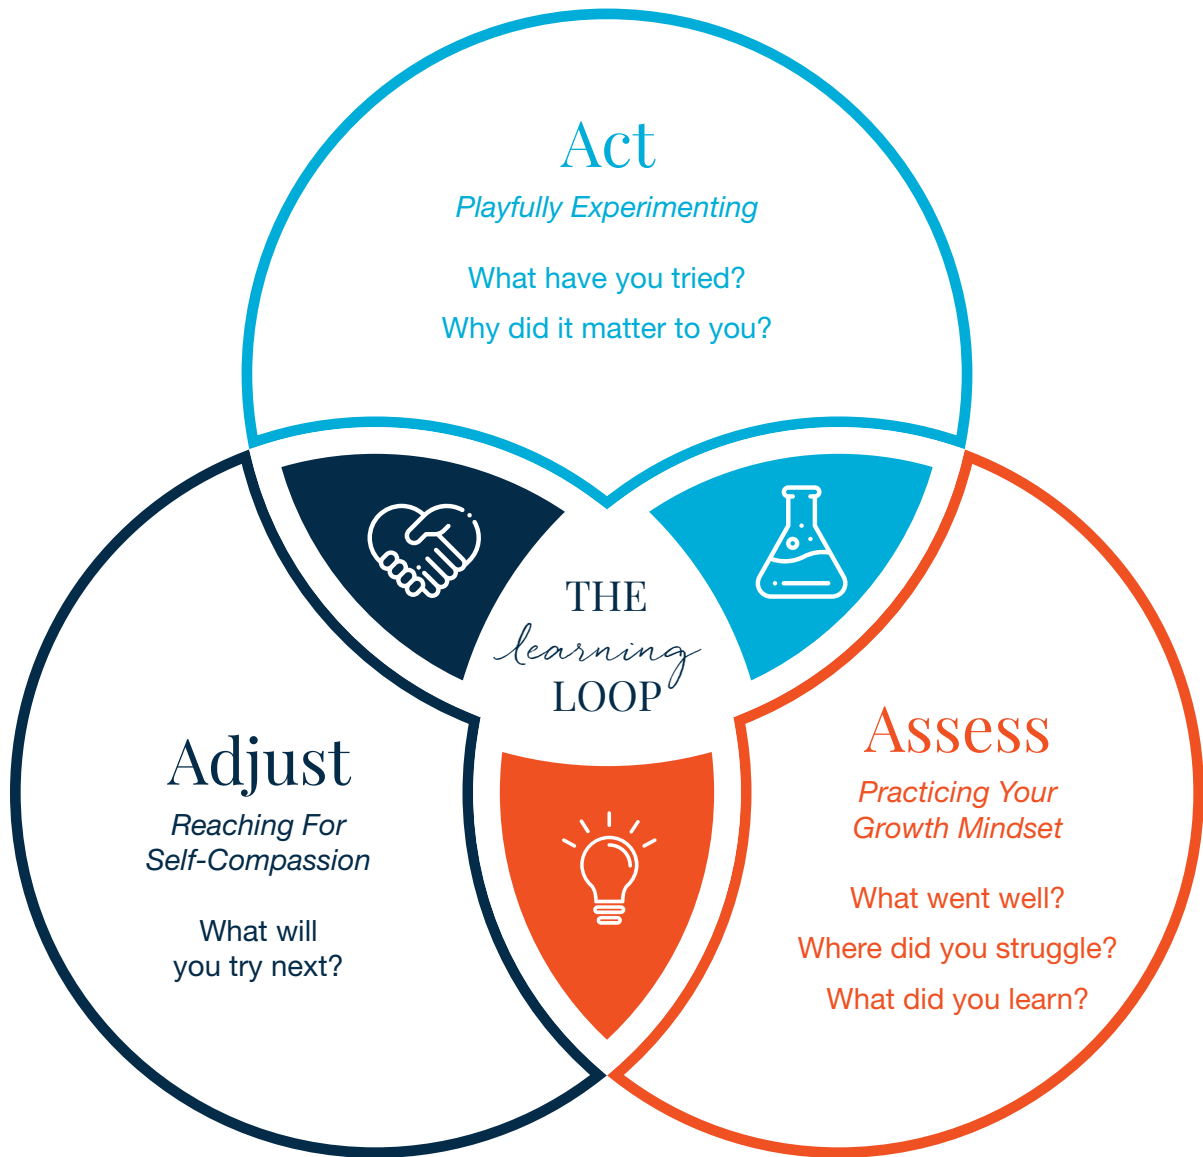 Act
Playfully Experimenting
What have you tried?
Why did it matter to you?
THE
learning
LOOP
Adjust
Reaching For
Self-Compassion
What will
you try next?
Assess
Practicing Your
Growth Mindset
What went well?
Where did you struggle?
What did you learn?